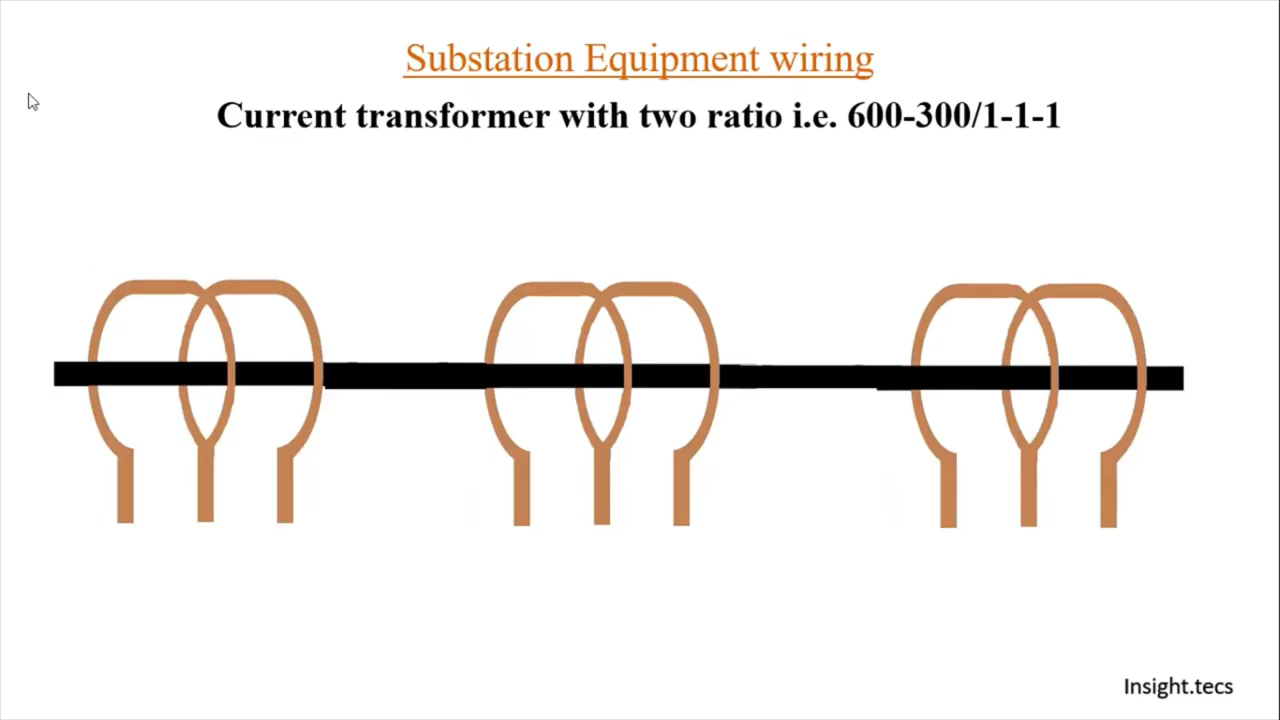 Substation Equipment wiring
Current transformer with two ratio i.e. 600-300/1-1-1
Insight.tecs